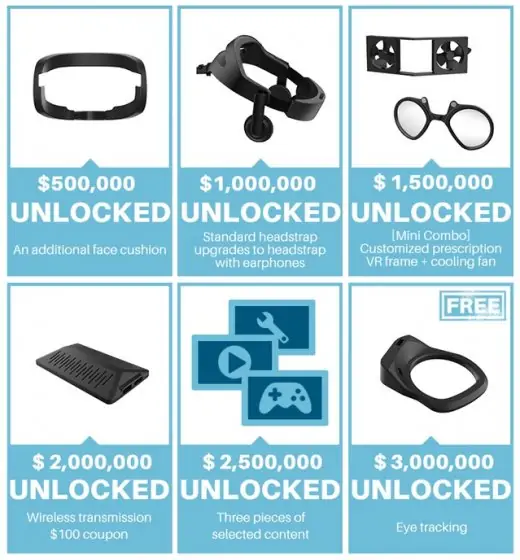 $500,000
UNLOCKED
An additional face cushion
$1,000,000
UNLOCKED
Standard headstrap
upgrades to headstrap
with earphones
$ 1,500,000
UNLOCKED
[Mini Combo]
Customized prescription
VR frame + cooling fan
$ 2,000,000
UNLOCKED
Wireless transmission
$100 coupon
$ 2,500,000
UNLOCKED
Three pieces of
selected content
FREE
$ 3,000,000
UNLOCKED
Eye tracking